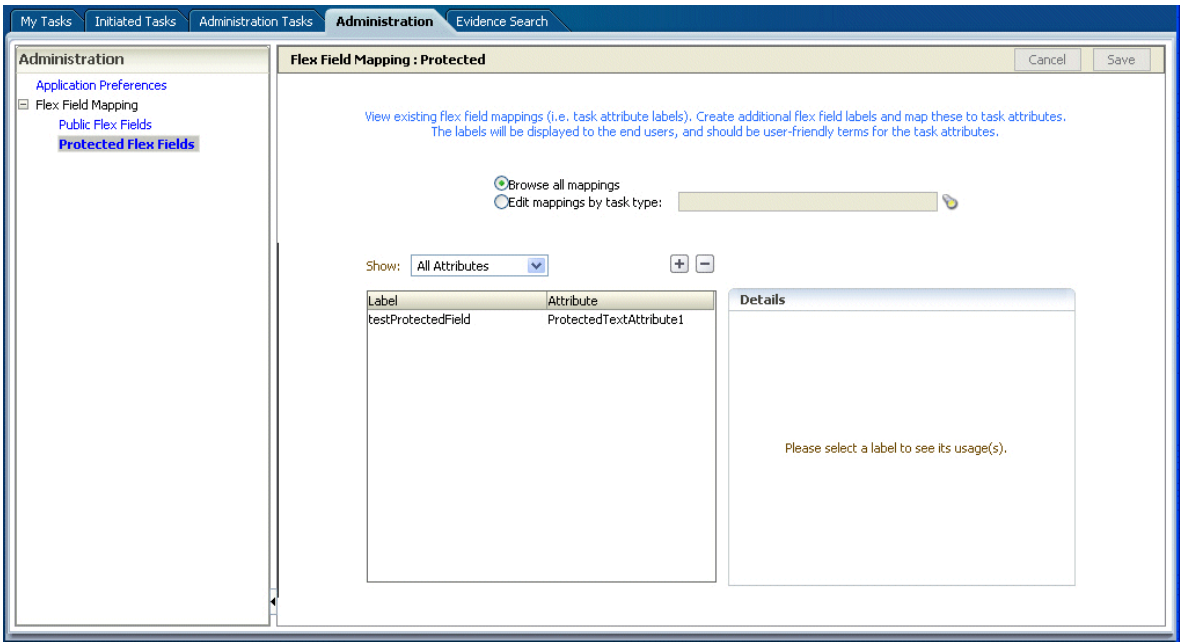 My Tasks Initiated Tasks Administration Tasks Administration Evidence Search
Administration
Application Preferences
Flex Field Mapping
Public Flex Fields
Protected Flex Fields
Flex Field Mapping : Protected Cancel Save
View existing flex field mappings (i.e. task attribute labels). Create additional flex field labels and map these to task attributes.
The labels will be displayed to the end users, and should be user-friendly terms for the task attributes.
Browse all mappings
Edit mappings by task type:
Show: All Attributes
Label Attribute
testProtectedField ProtectedTextAttribute1
Details
Please select a label to see its usage(s).